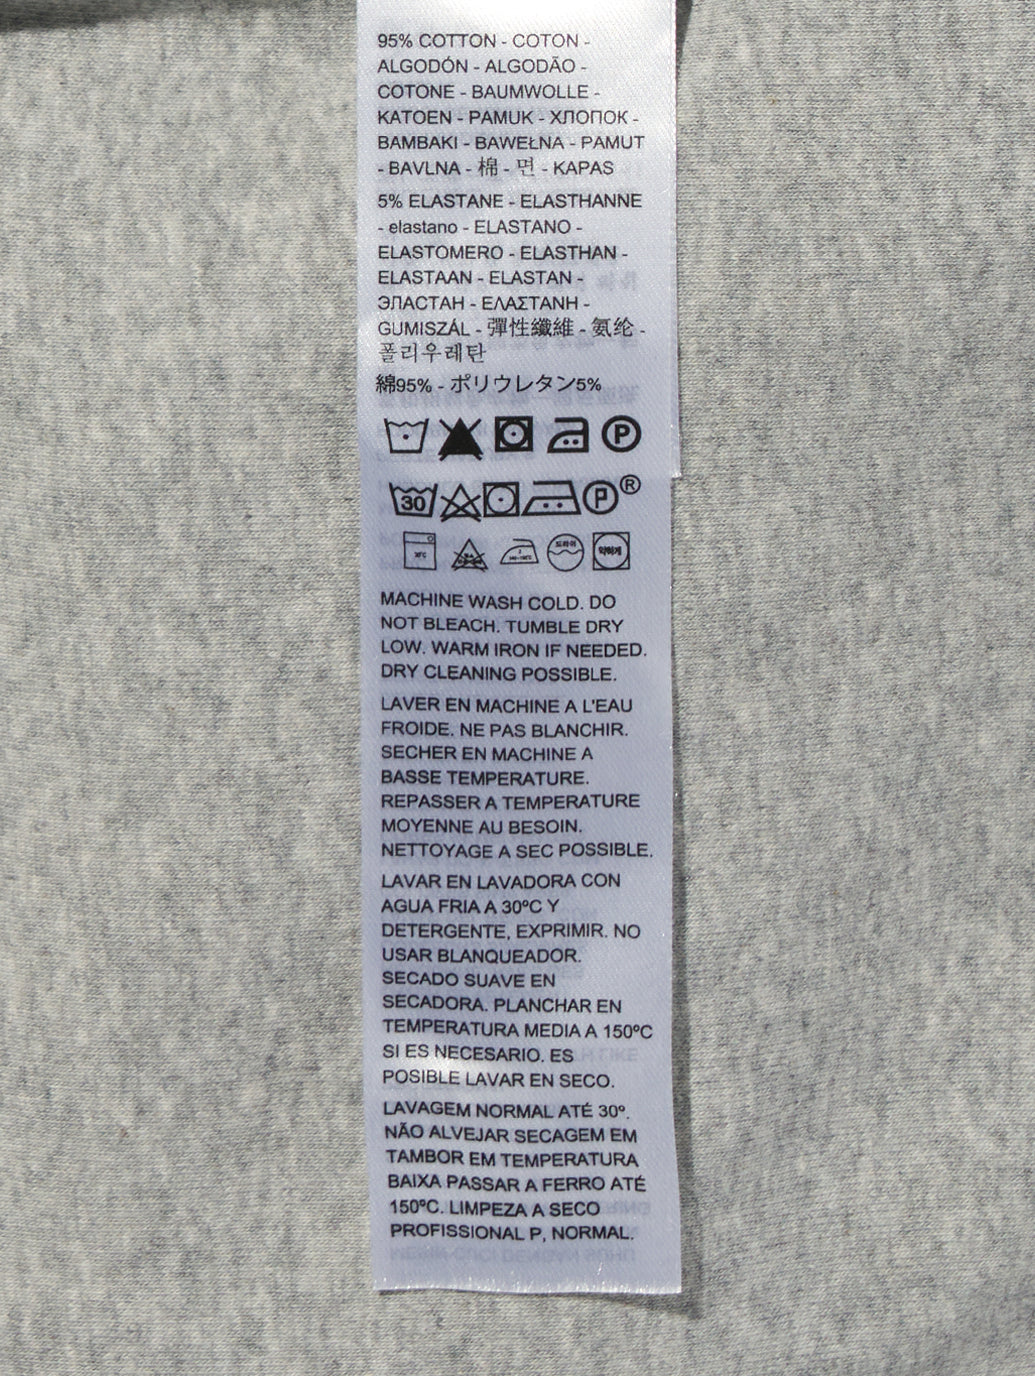 95% COTTON - COTON -
ALGODÓN - ALGODÃO -
COTONE - BAUMWOLLE -
KATOEN - PAMUK - ХЛОПОК -
BAMBAKI - BAWEŁNA - PAMUT
- BAVLNA - 棉 - 면 - KAPAS
5% ELASTANE - ELASTHANNE
- elastano - ELASTANO -
ELASTOMERO - ELASTHAN -
ELASTAAN - ELASTAN -
ЭЛАСТАН - ΕΛΑΣΤΑΝΗ -
GUMISZÁL - 彈性纖維 - 氨纶 -
폴리우레탄
綿95% - ポリウレタン5%
P
30 P ®
드라이 약하게
MACHINE WASH COLD. DO
NOT BLEACH. TUMBLE DRY
LOW. WARM IRON IF NEEDED.
DRY CLEANING POSSIBLE.
LAVER EN MACHINE A L'EAU
FROIDE. NE PAS BLANCHIR.
SECHER EN MACHINE A
BASSE TEMPERATURE.
REPASSER A TEMPERATURE
MOYENNE AU BESOIN.
NETTOYAGE A SEC POSSIBLE.
LAVAR EN LAVADORA CON
AGUA FRIA A 30ºC Y
DETERGENTE, EXPRIMIR. NO
USAR BLANQUEADOR.
SECADO SUAVE EN
SECADORA. PLANCHAR EN
TEMPERATURA MEDIA A 150ºC
SI ES NECESARIO. ES
POSIBLE LAVAR EN SECO.
LAVAGEM NORMAL ATÉ 30º.
NÃO ALVEJAR SECAGEM EM
TAMBOR EM TEMPERATURA
BAIXA PASSAR A FERRO ATÉ
150ºC. LIMPEZA A SECO
PROFISSIONAL P, NORMAL.